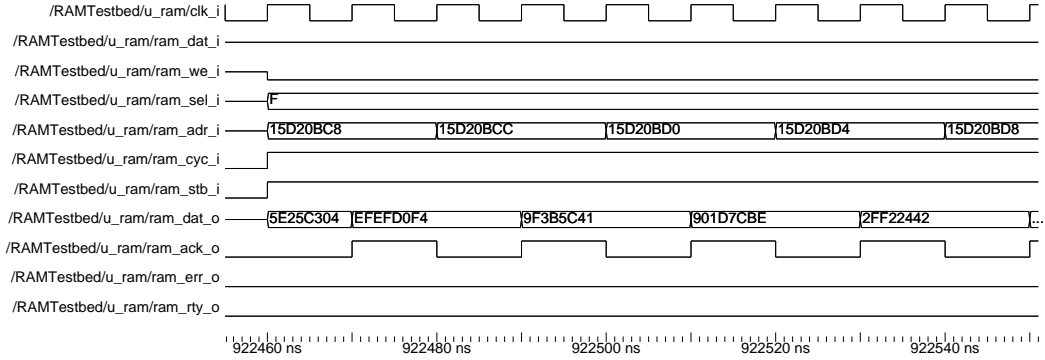 /RAMTestbed/u_ram/clk_i
/RAMTestbed/u_ram/ram_dat_i
/RAMTestbed/u_ram/ram_we_i
/RAMTestbed/u_ram/ram_sel_i F
/RAMTestbed/u_ram/ram_adr_i 15D20BC8 15D20BCC 15D20BD0 15D20BD4 15D20BD8
/RAMTestbed/u_ram/ram_cyc_i
/RAMTestbed/u_ram/ram_stb_i
/RAMTestbed/u_ram/ram_dat_o 5E25C304 EFEFD0F4 9F3B5C41 901D7CBE 2FF22442 ...
/RAMTestbed/u_ram/ram_ack_o
/RAMTestbed/u_ram/ram_err_o
/RAMTestbed/u_ram/ram_rty_o
922460 ns 922480 ns 922500 ns 922520 ns 922540 ns